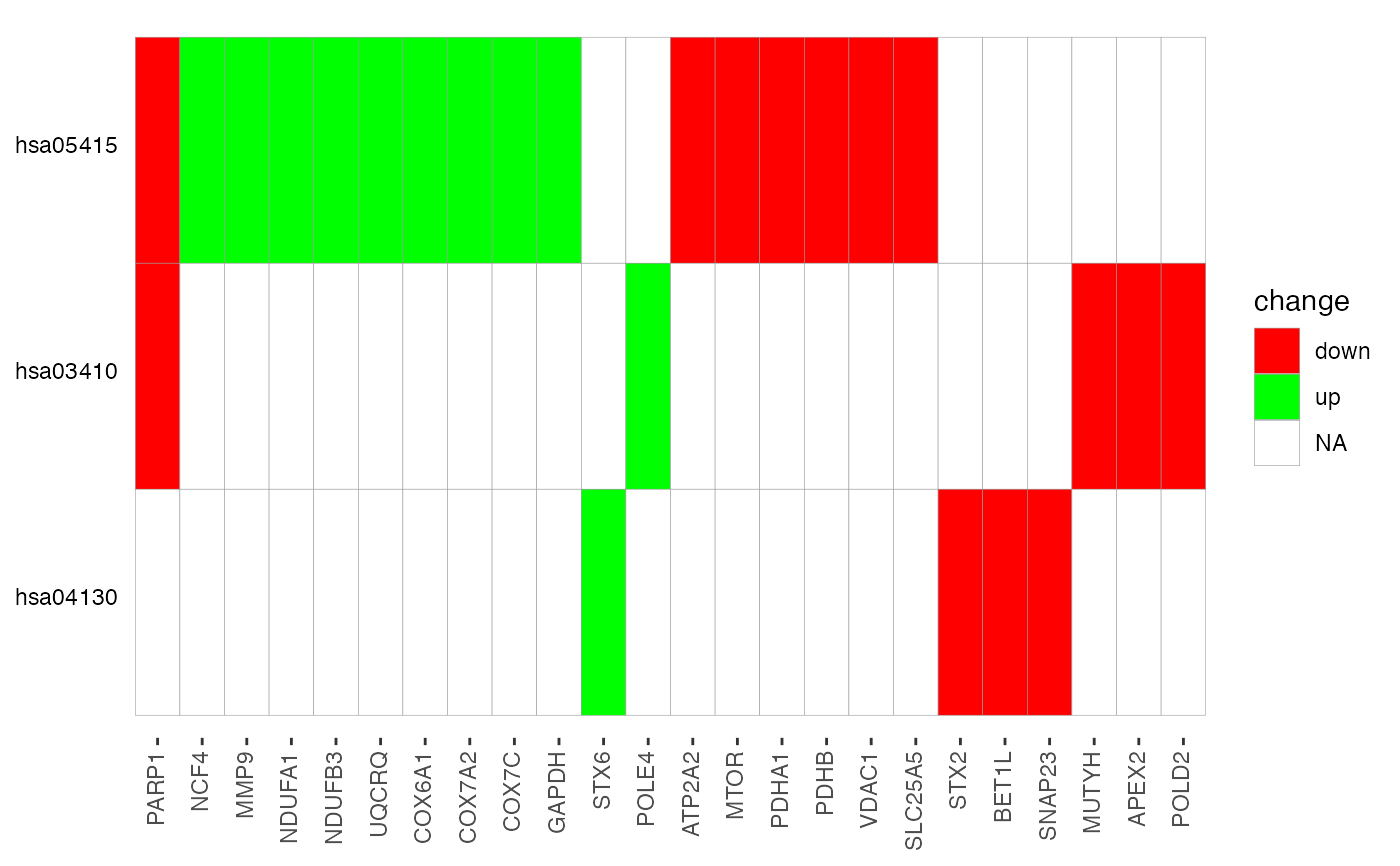 hsa05415
hsa03410
hsa04130
PARP1
NCF4
MMP9
NDUFA1
NDUFB3
UQCRQ
COX6A1
COX7A2
COX7C
GAPDH
STX6
POLE4
ATP2A2
MTOR
PDHA1
PDHB
VDAC1
SLC25A5
STX2
BET1L
SNAP23
MUTYH
APEX2
POLD2
change
down
up
NA